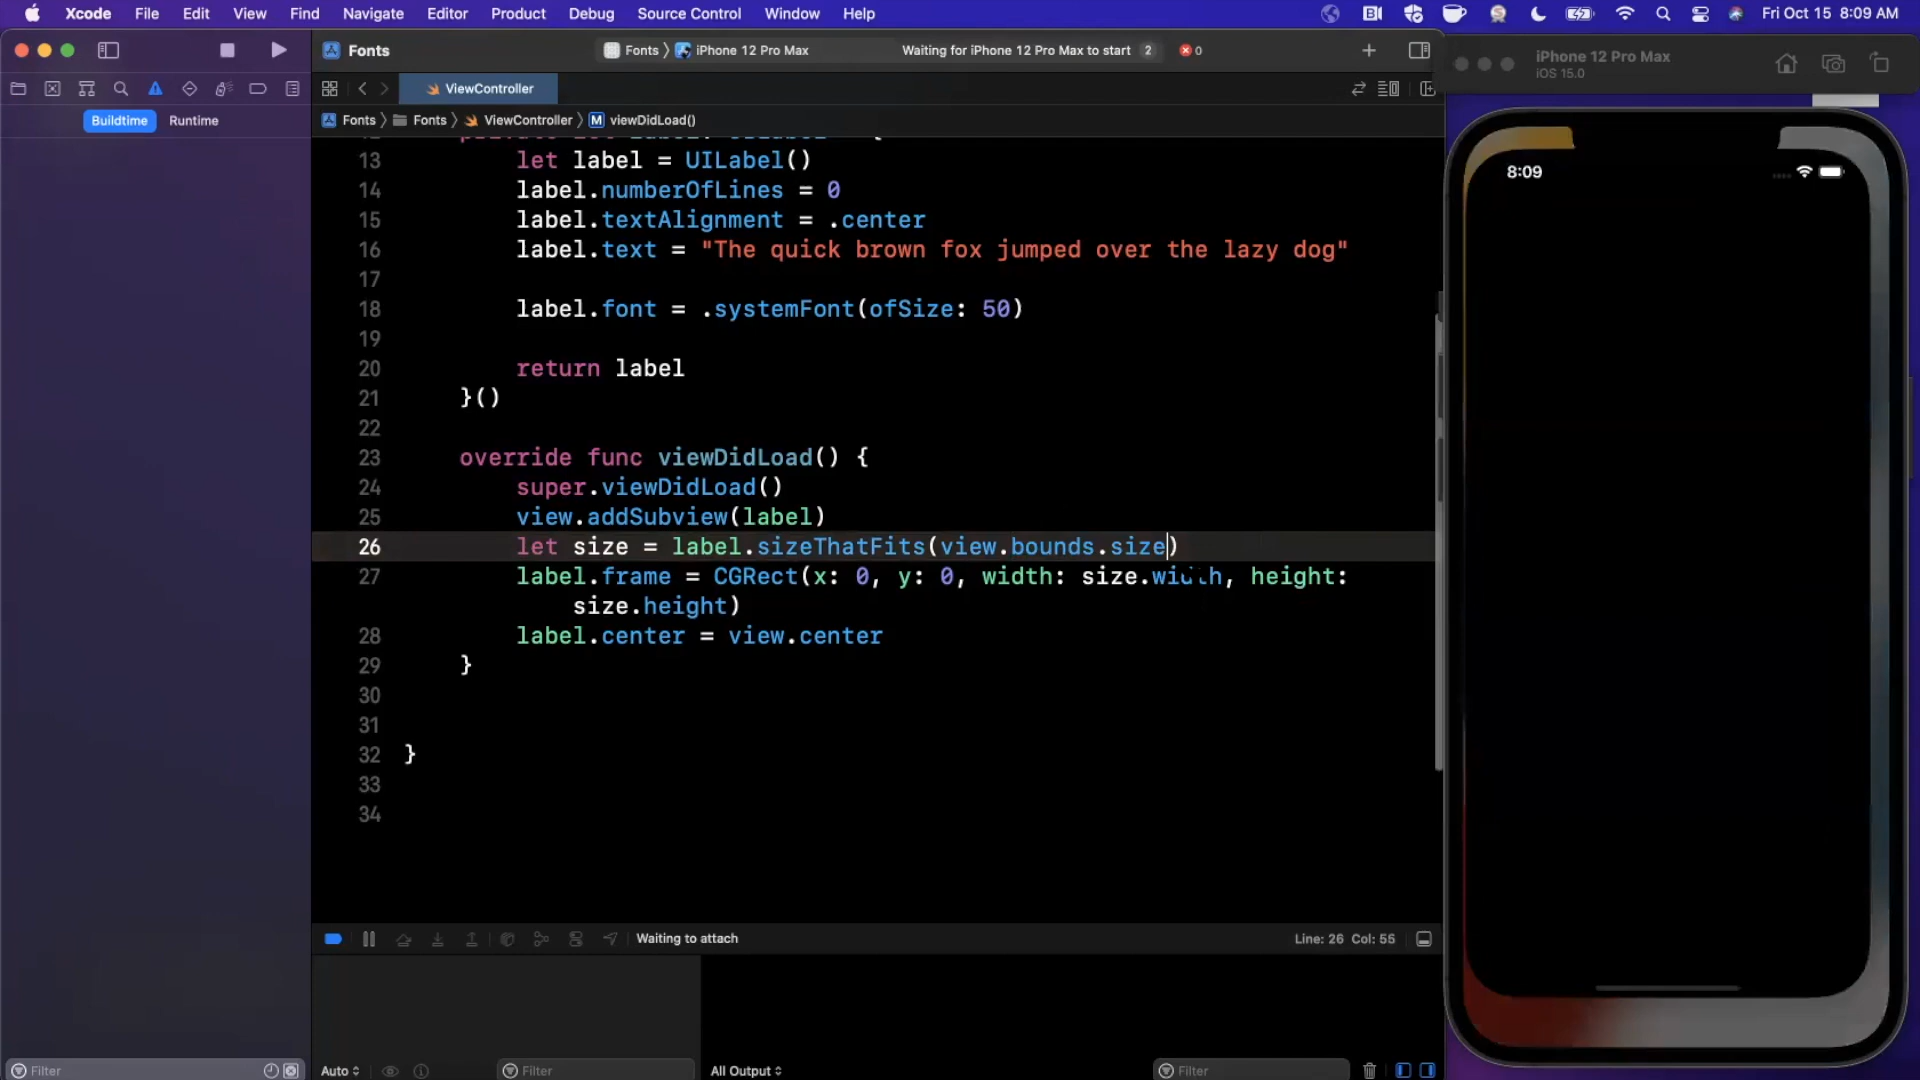 Xcode File Edit View Find Navigate Editor Product Debug Source Control Window Help Fri Oct 15 8:09 AM
Fonts Fonts iPhone 12 Pro Max Waiting for iPhone 12 Pro Max to start 2 0
iPhone 12 Pro Max
iOS 15.0
ViewController
Buildtime Runtime
Fonts Fonts ViewController M viewDidLoad()
13 let label = UILabel()
14 label.numberOfLines = 0
15 label.textAlignment = .center
16 label.text = "The quick brown fox jumped over the lazy dog"
17
18 label.font = .systemFont(ofSize: 50)
19
20 return label
21 }()
22
23 override func viewDidLoad() {
24 super.viewDidLoad()
25 view.addSubview(label)
26 let size = label.sizeThatFits(view.bounds.size)
27 label.frame = CGRect(x: 0, y: 0, width: size.width, height:
size.height)
28 label.center = view.center
29 }
30
31
32 }
33
34
8:09
Waiting to attach Line: 26 Col: 55
Filter Auto Filter All Output Filter